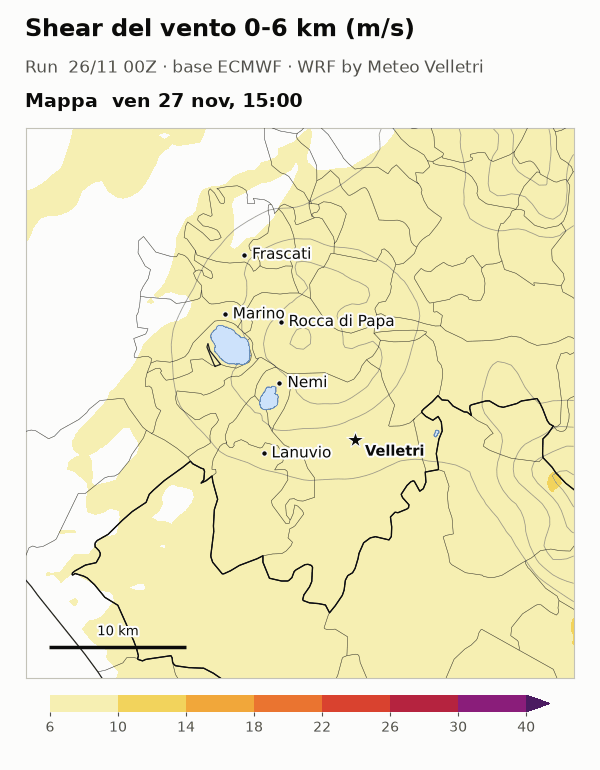 Shear del vento 0-6 km (m/s)
Run  26/11 00Z · base ECMWF · WRF by Meteo Velletri
Mappa  ven 27 nov, 15:00
Frascati
Marino
Rocca di Papa
Nemi
Velletri
Lanuvio
10 km
6 10 14 18 22 26 30 40